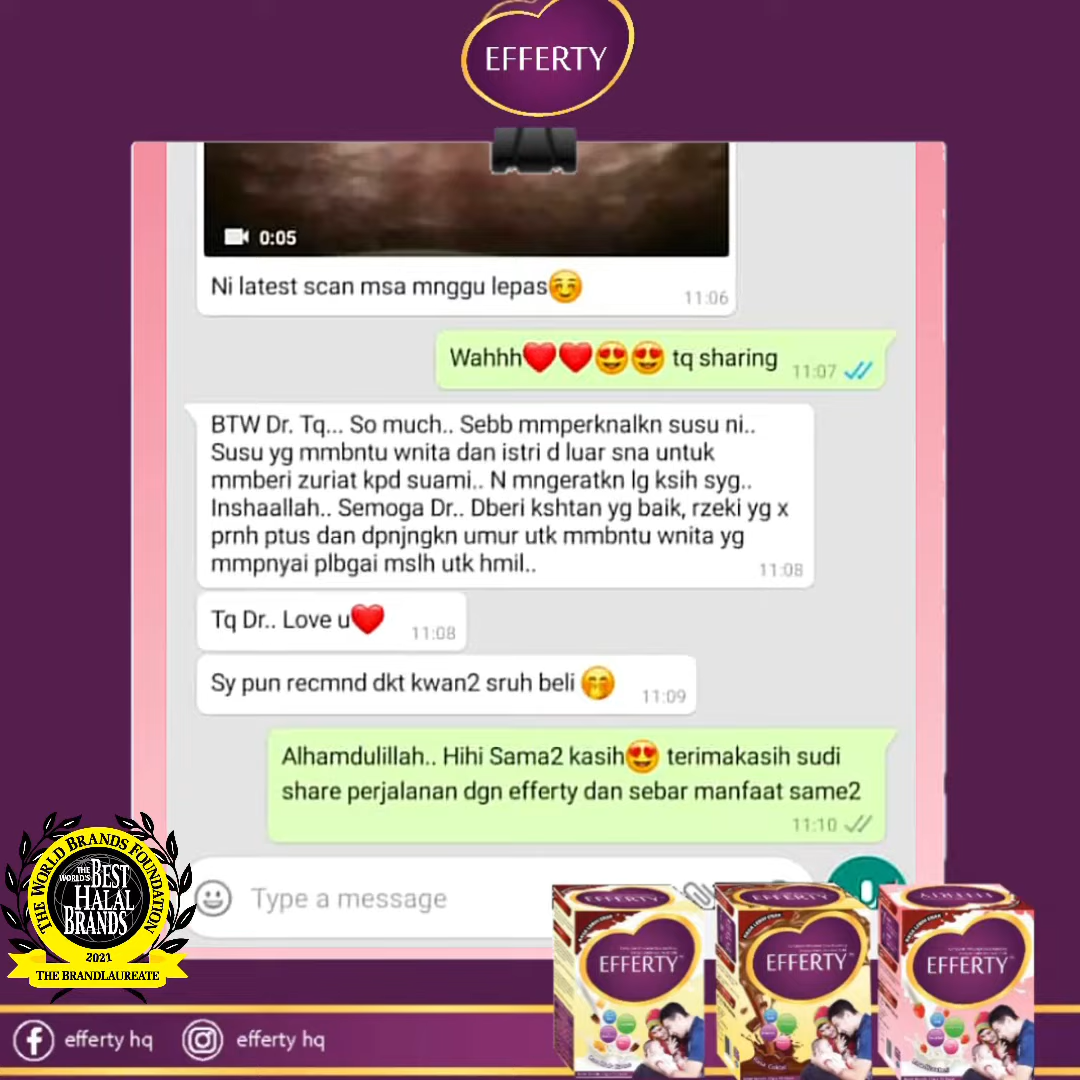 EFFERTY
0:05
Ni latest scan msa mnggu lepas😊
11:06
Wahhh❤️❤️😍😍 tq sharing
11:07
BTW Dr. Tq... So much.. Sebb mmperknalkn susu ni..
Susu yg mmbntu wnita dan istri d luar sna untuk
mmberi zuriat kpd suami.. N mngeratkn lg ksih syg..
Inshaallah.. Semoga Dr.. Dberi kshtan yg baik, rzeki yg x
prnh ptus dan dpnjngkn umur utk mmbntu wnita yg
mmpnyai plbgai mslh utk hmil..
11:08
Tq Dr.. Love u❤️
11:08
Sy pun recmnd dkt kwan2 sruh beli 🤭
11:09
Alhamdulillah.. Hihi Sama2 kasih😍 terimakasih sudi
share perjalanan dgn efferty dan sebar manfaat same2
11:10
Type a message
THE WORLD BRANDS FOUNDATION
THE
WORLD'S BEST
HALAL
BRANDS
2021
THE BRANDLAUREATE
EFFERTY
EFFERTY
EFFERTY
EFFERTY
EFFERTY
efferty hq
efferty hq